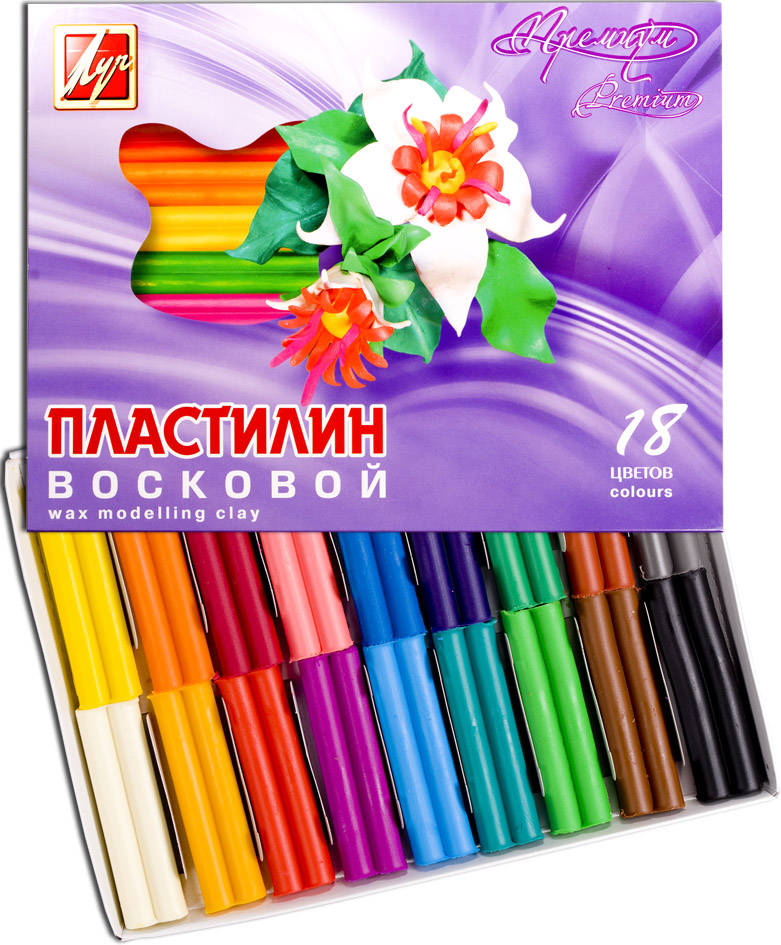 Луч
Премиум
Premium
ПЛАСТИЛИН
ВОСКОВОЙ
wax modelling clay
18
ЦВЕТОВ
colours